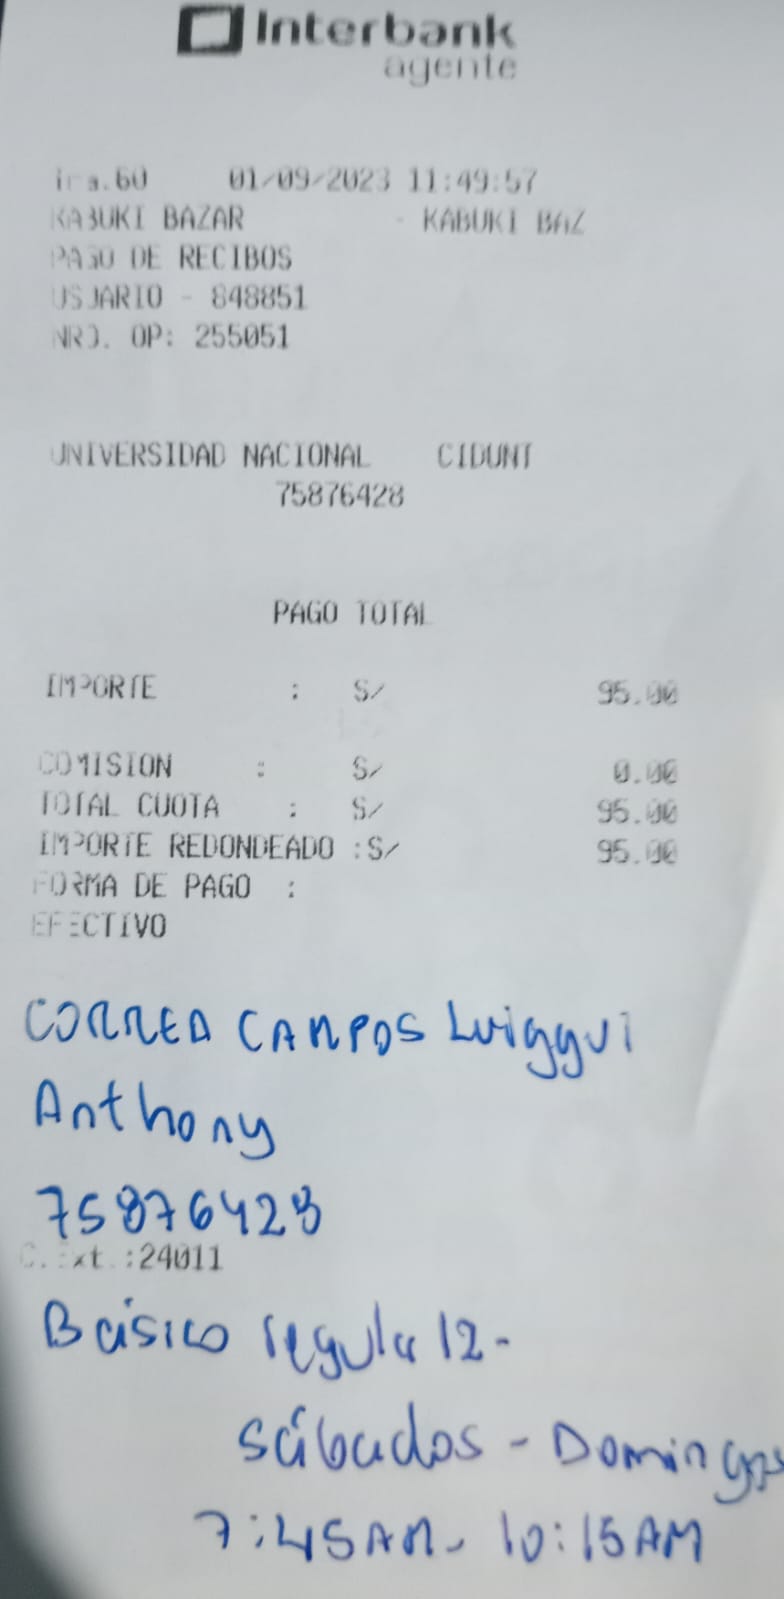 Interbank
agente
Tra.60 01/09/2023 11:49:57
KABUKI BAZAR - KABUKI BAZ
PAGO DE RECIBOS
USUARIO - 848851
NRO. OP: 255051
UNIVERSIDAD NACIONAL CIDUNT
75876428
PAGO TOTAL
IMPORTE : S/ 95.00
COMISION : S/ 0.00
TOTAL CUOTA : S/ 95.00
IMPORTE REDONDEADO :S/ 95.00
FORMA DE PAGO :
EFECTIVO
CORREA CAMPOS Luiggui
Anthony
75876428
C.Ext.:24011
Básico regula 12-
Sábados - Domingos
7:45AM- 10:15AM